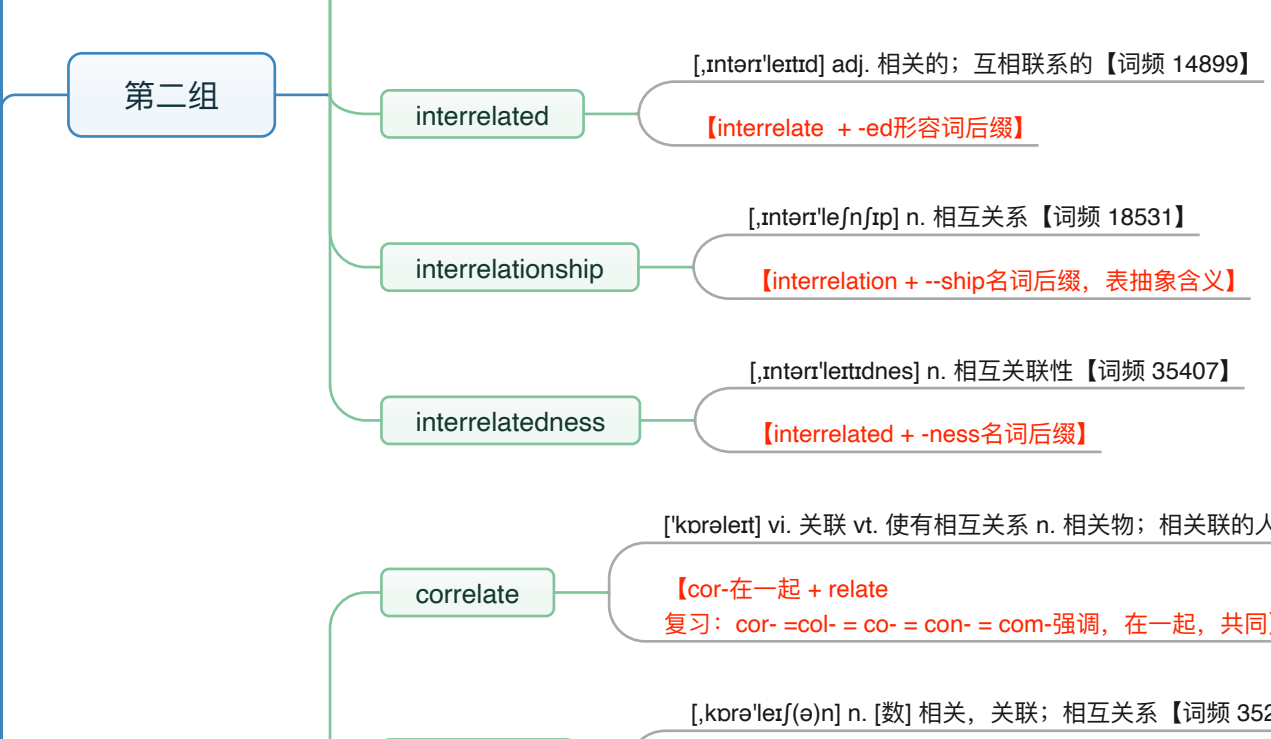 第二组
interrelated
[,ɪntərɪ'leɪtɪd] adj. 相关的；互相联系的【词频 14899】
【interrelate + -ed形容词后缀】
interrelationship
[,ɪntərɪ'leʃnʃɪp] n. 相互关系【词频 18531】
【interrelation + --ship名词后缀，表抽象含义】
interrelatedness
[,ɪntərɪ'leɪtɪdnes] n. 相互关联性【词频 35407】
【interrelated + -ness名词后缀】
correlate
['kɒrəleɪt] vi. 关联 vt. 使有相互关系 n. 相关物；相关联的人
【cor-在一起 + relate
复习：cor- =col- = co- = con- = com-强调，在一起，共同】
[,kɒrə'leɪʃ(ə)n] n. [数] 相关，关联；相互关系【词频 352